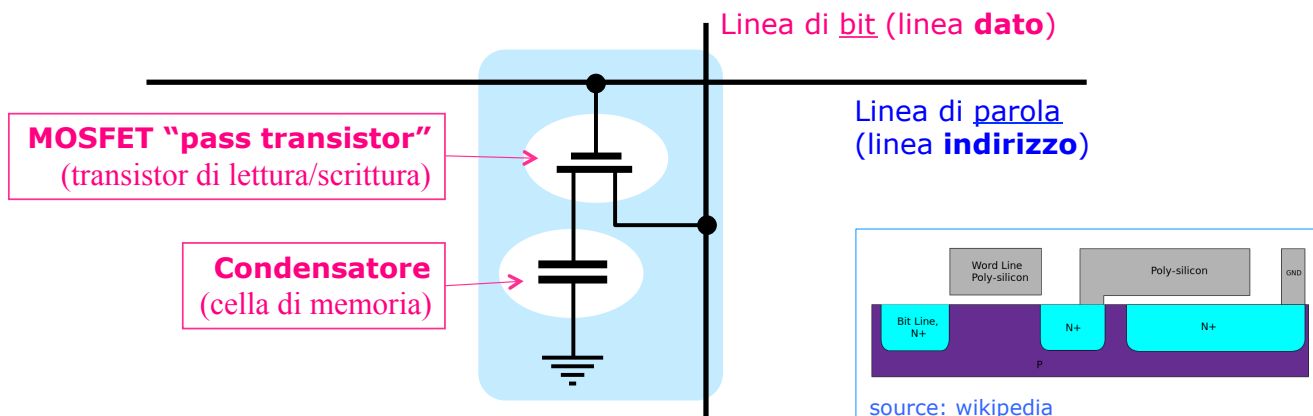 Linea di bit (linea dato)
MOSFET “pass transistor”
(transistor di lettura/scrittura)
Linea di parola
(linea indirizzo)
Condensatore
(cella di memoria)
Word Line
Poly-silicon
Poly-silicon
GND
Bit Line,
N+
N+
N+
P
source: wikipedia